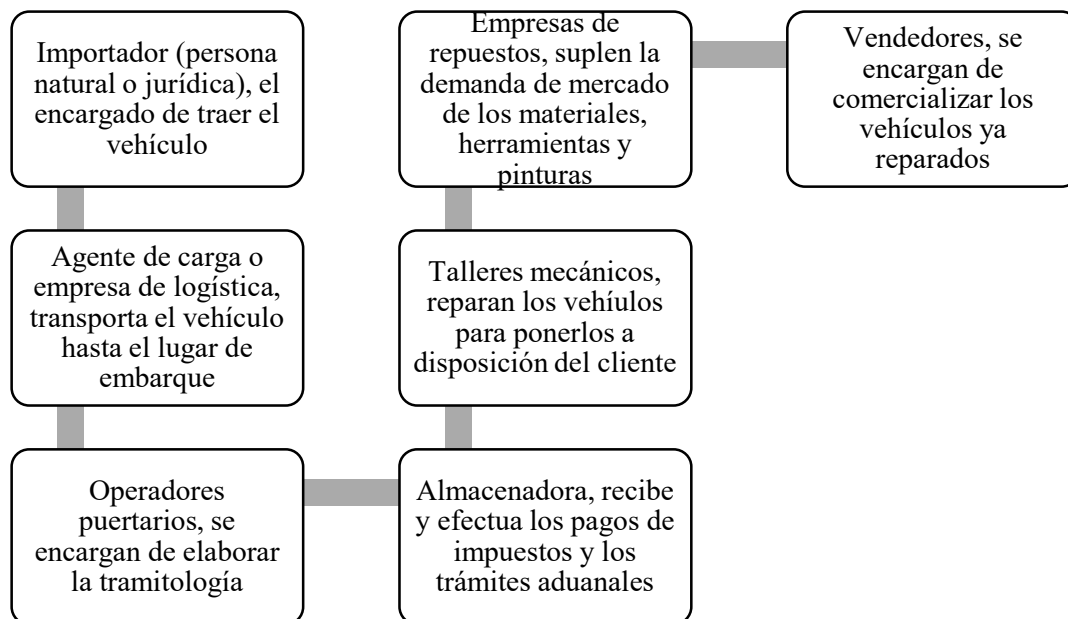 Importador (persona
natural o jurídica), el
encargado de traer el
vehículo
Agente de carga o
empresa de logística,
transporta el vehículo
hasta el lugar de
embarque
Operadores
puertarios, se
encargan de elaborar
la tramitología
Almacenadora, recibe
y efectua los pagos de
impuestos y los
trámites aduanales
Talleres mecánicos,
reparan los vehíulos
para ponerlos a
disposición del cliente
Empresas de
repuestos, suplen la
demanda de mercado
de los materiales,
herramientas y
pinturas
Vendedores, se
encargan de
comercializar los
vehículos ya
reparados